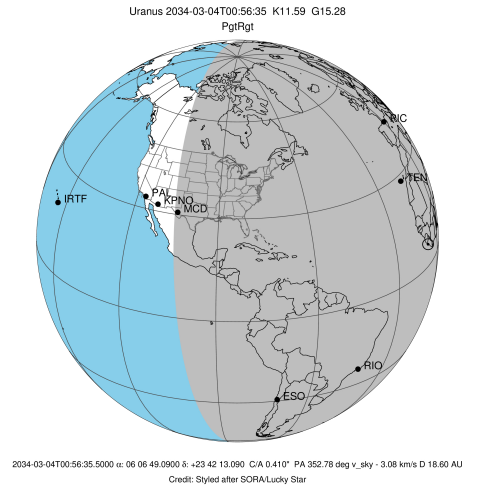 Uranus 2034-03-04T00:56:35 K11.59 G15.28
PgtRgt
RIC
TEN
PAL
IRTF
KPNO
MCD
RIO
ESO
2034-03-04T00:56:35.5000 α: 06 06 49.0900 δ: +23 42 13.090 C/A 0.410" PA 352.78 deg v_sky - 3.08 km/s D 18.60 AU
Credit: Styled after SORA/Lucky Star